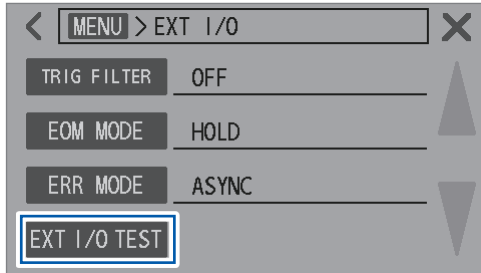 MENU > EXT I/O
TRIG FILTER OFF
EOM MODE HOLD
ERR MODE ASYNC
EXT I/O TEST